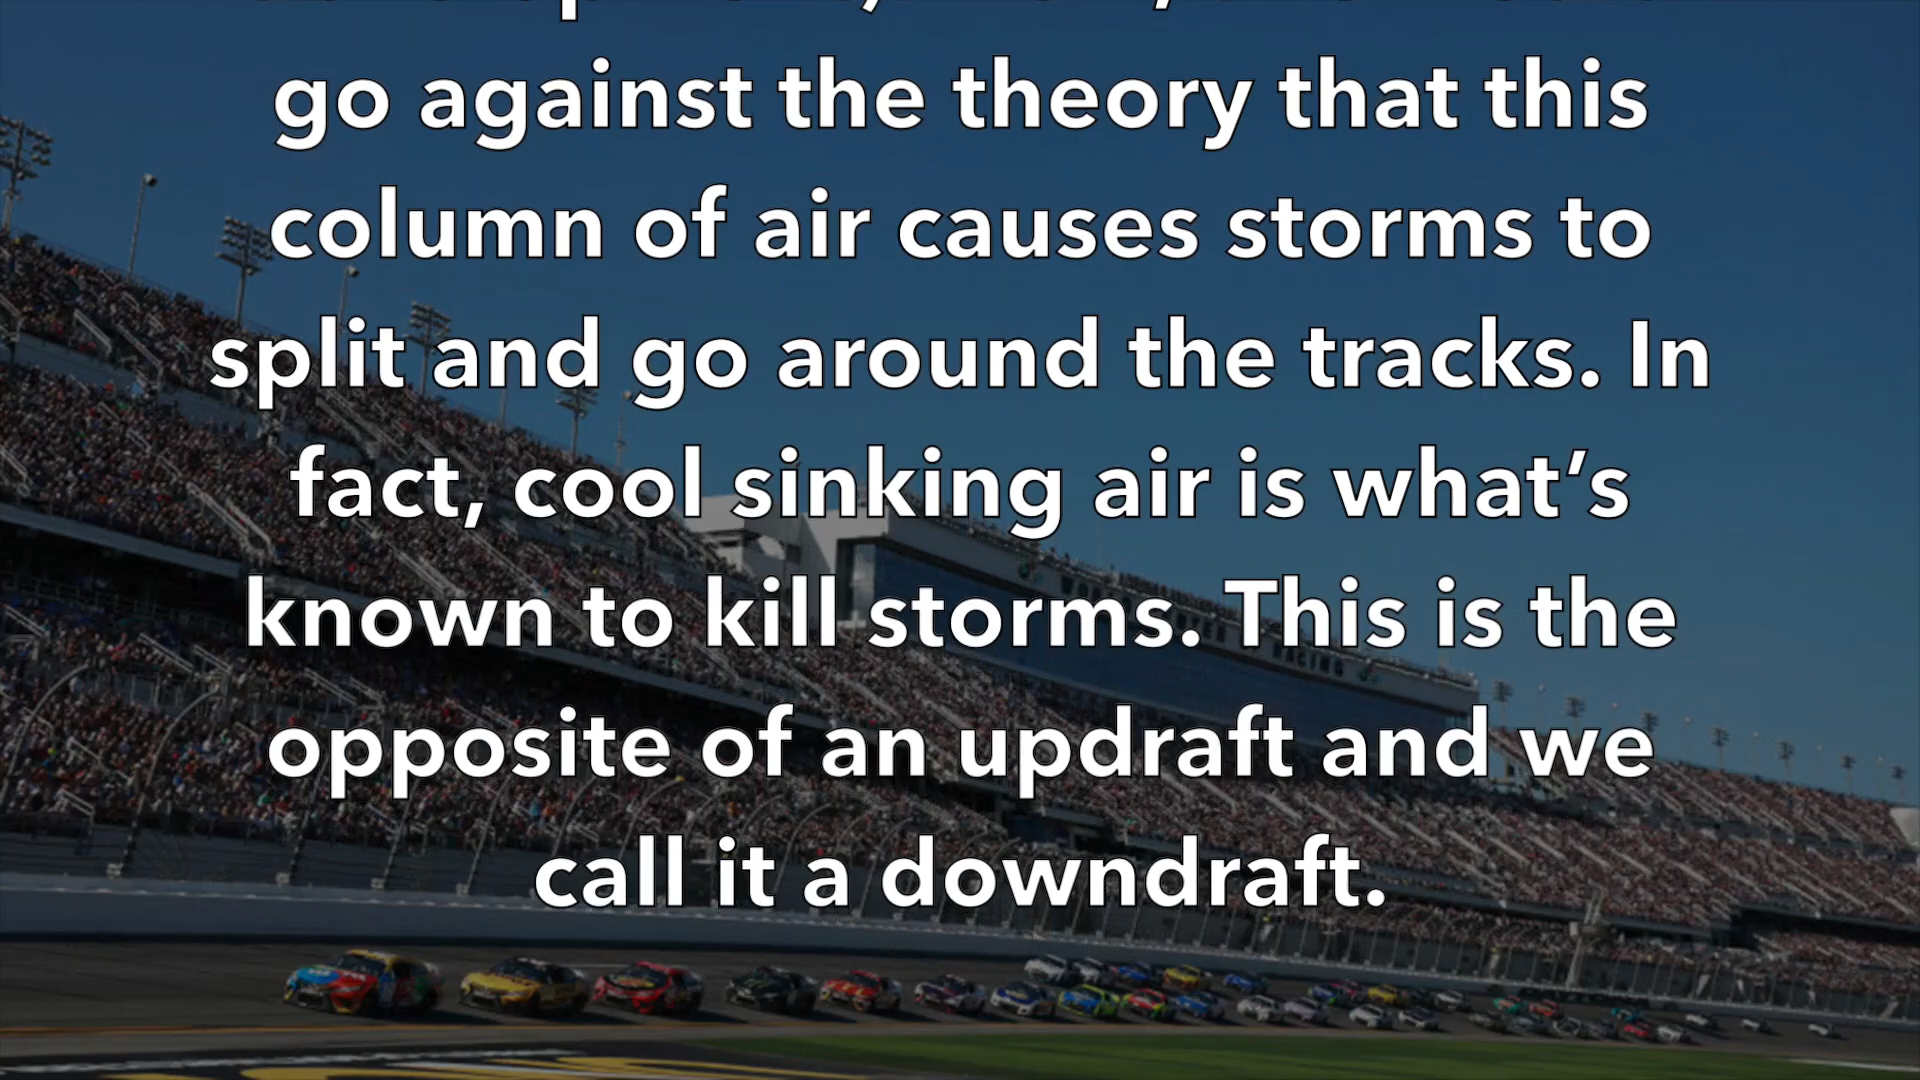 go against the theory that this
column of air causes storms to
split and go around the tracks. In
fact, cool sinking air is what’s
known to kill storms. This is the
opposite of an updraft and we
call it a downdraft.
RACING